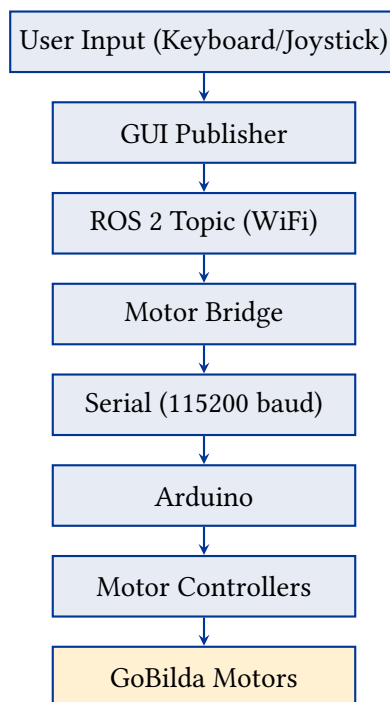 User Input (Keyboard/Joystick)
GUI Publisher
ROS 2 Topic (WiFi)
Motor Bridge
Serial (115200 baud)
Arduino
Motor Controllers
GoBilda Motors